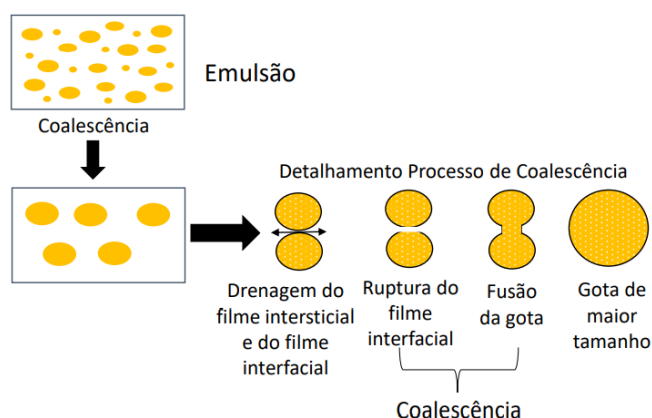 Emulsão
Coalescência
Detalhamento Processo de Coalescência
Drenagem do
filme intersticial
e do filme
interfacial
Ruptura do
filme
interfacial
Fusão
da gota
Gota de
maior
tamanho
Coalescência